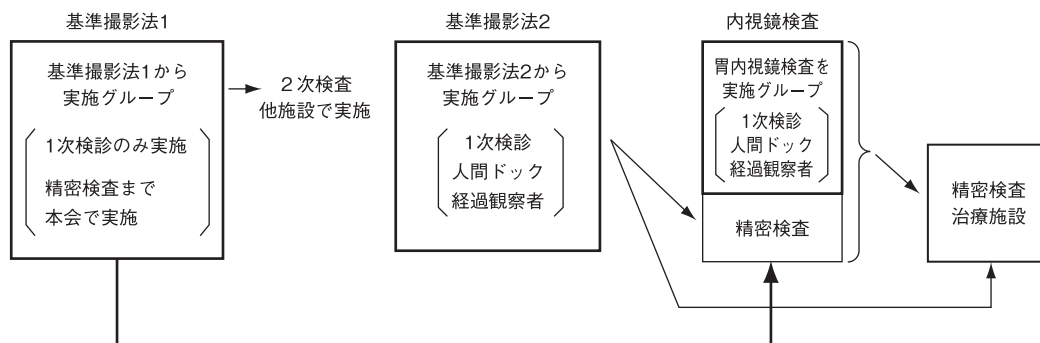 基準撮影法1
基準撮影法1から
実施グループ
1次検診のみ実施
精密検査まで
本会で実施
2次検査
他施設で実施
基準撮影法2
基準撮影法2から
実施グループ
1次検診
人間ドック
経過観察者
内視鏡検査
胃内視鏡検査を
実施グループ
1次検診
人間ドック
経過観察者
精密検査
精密検査
治療施設